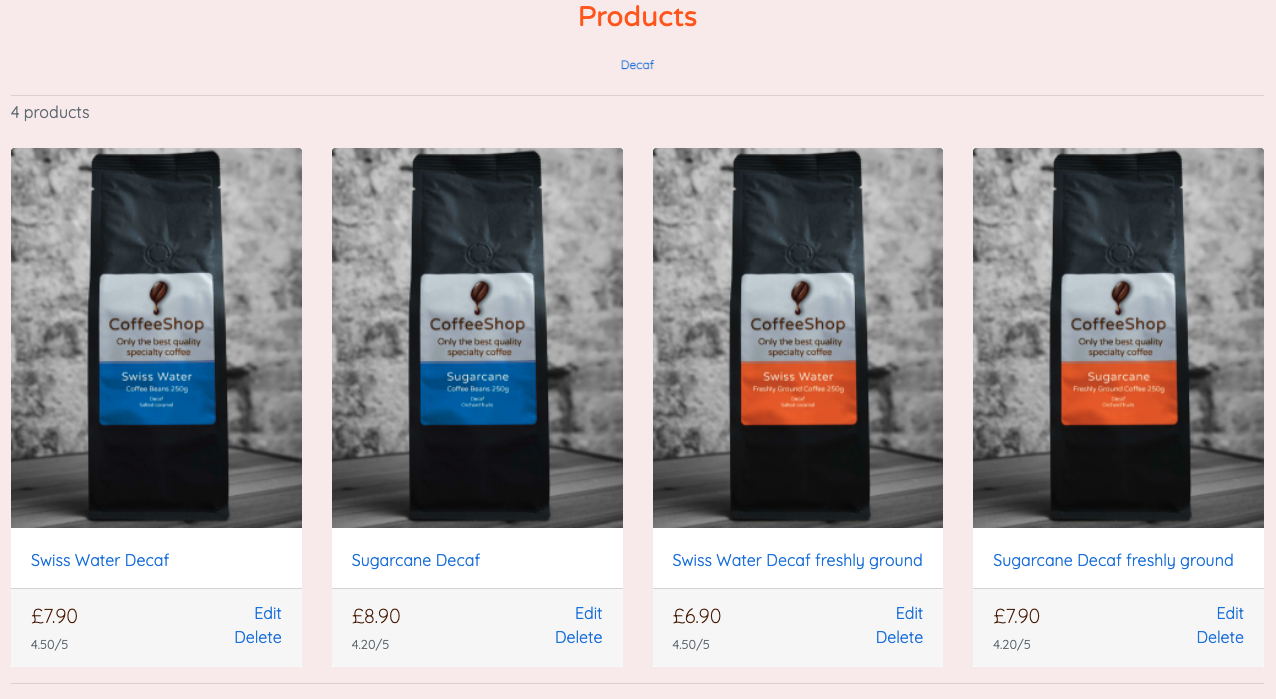 Products
Decaf
4 products
CoffeeShop
Only the best quality
specialty coffee
Swiss Water
Coffee Beans 250g
Decaf
Salted caramel
CoffeeShop
Only the best quality
specialty coffee
Sugarcane
Coffee Beans 250g
Decaf
Orchard fruits
CoffeeShop
Only the best quality
specialty coffee
Swiss Water
Freshly Ground Coffee 250g
Decaf
Salted caramel
CoffeeShop
Only the best quality
specialty coffee
Sugarcane
Freshly Ground Coffee 250g
Decaf
Orchard fruits
Swiss Water Decaf
Sugarcane Decaf
Swiss Water Decaf freshly ground
Sugarcane Decaf freshly ground
£7.90
Edit
4.50/5
Delete
£8.90
Edit
4.20/5
Delete
£6.90
Edit
4.50/5
Delete
£7.90
Edit
4.20/5
Delete